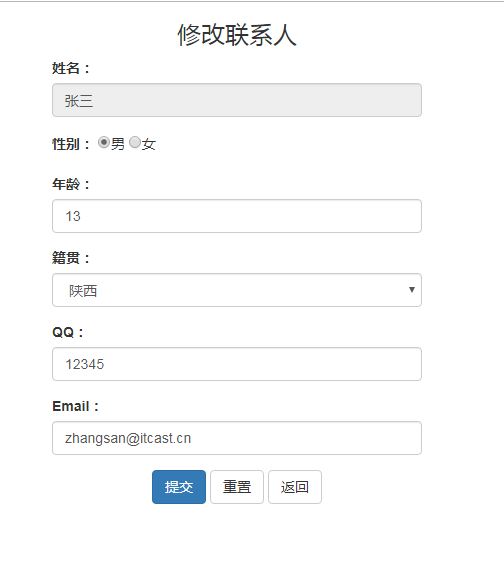 修改联系人
姓名：
张三
性别： 男 女
年龄：
13
籍贯：
陕西
QQ：
12345
Email：
zhangsan@itcast.cn
提交 重置 返回